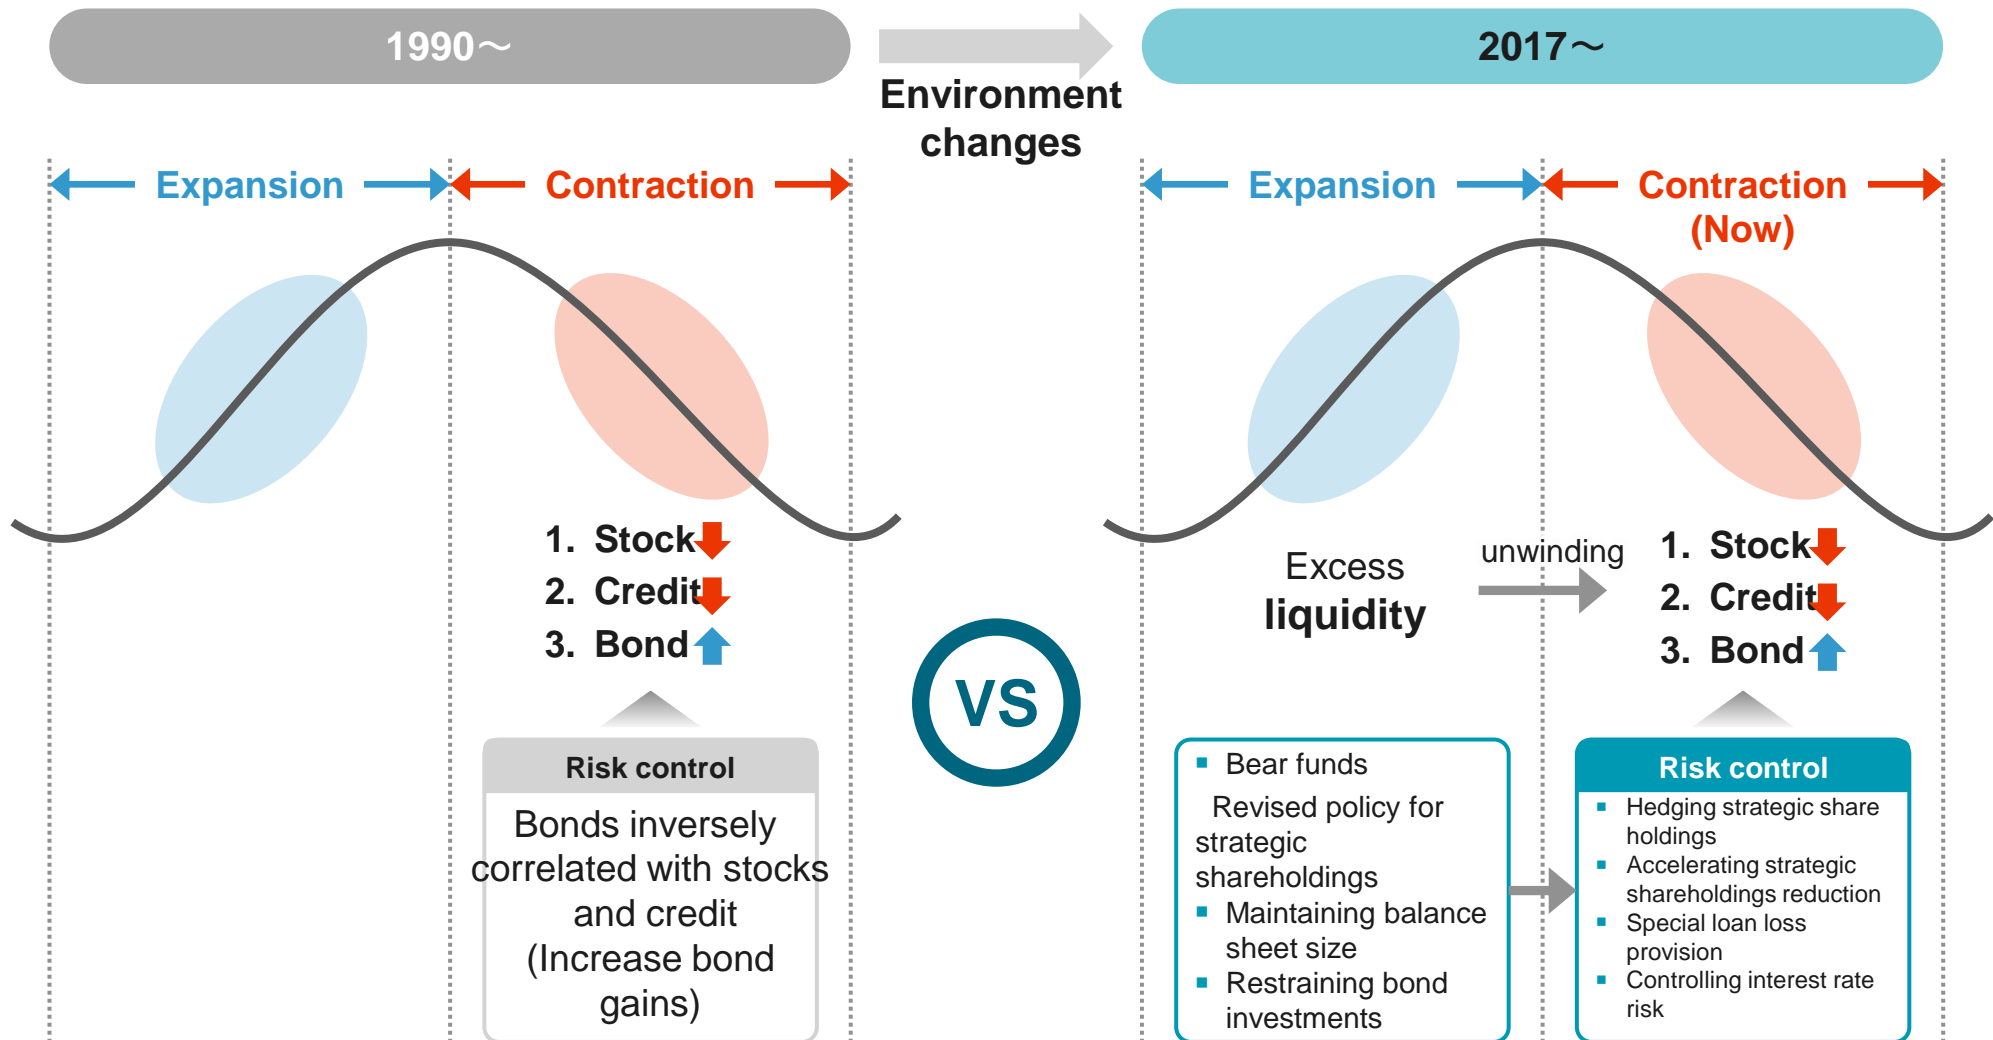 1990～
Environment
changes
2017～
Expansion
Contraction
1. Stock
2. Credit
3. Bond
Risk control
Bonds inversely
correlated with stocks
and credit
(Increase bond
gains)
VS
Expansion
Contraction
(Now)
Excess
liquidity
unwinding
1. Stock
2. Credit
3. Bond
▪ Bear funds
Revised policy for
strategic
shareholdings
▪ Maintaining balance
sheet size
▪ Restraining bond
investments
Risk control
▪ Hedging strategic share
holdings
▪ Accelerating strategic
shareholdings reduction
▪ Special loan loss
provision
▪ Controlling interest rate
risk